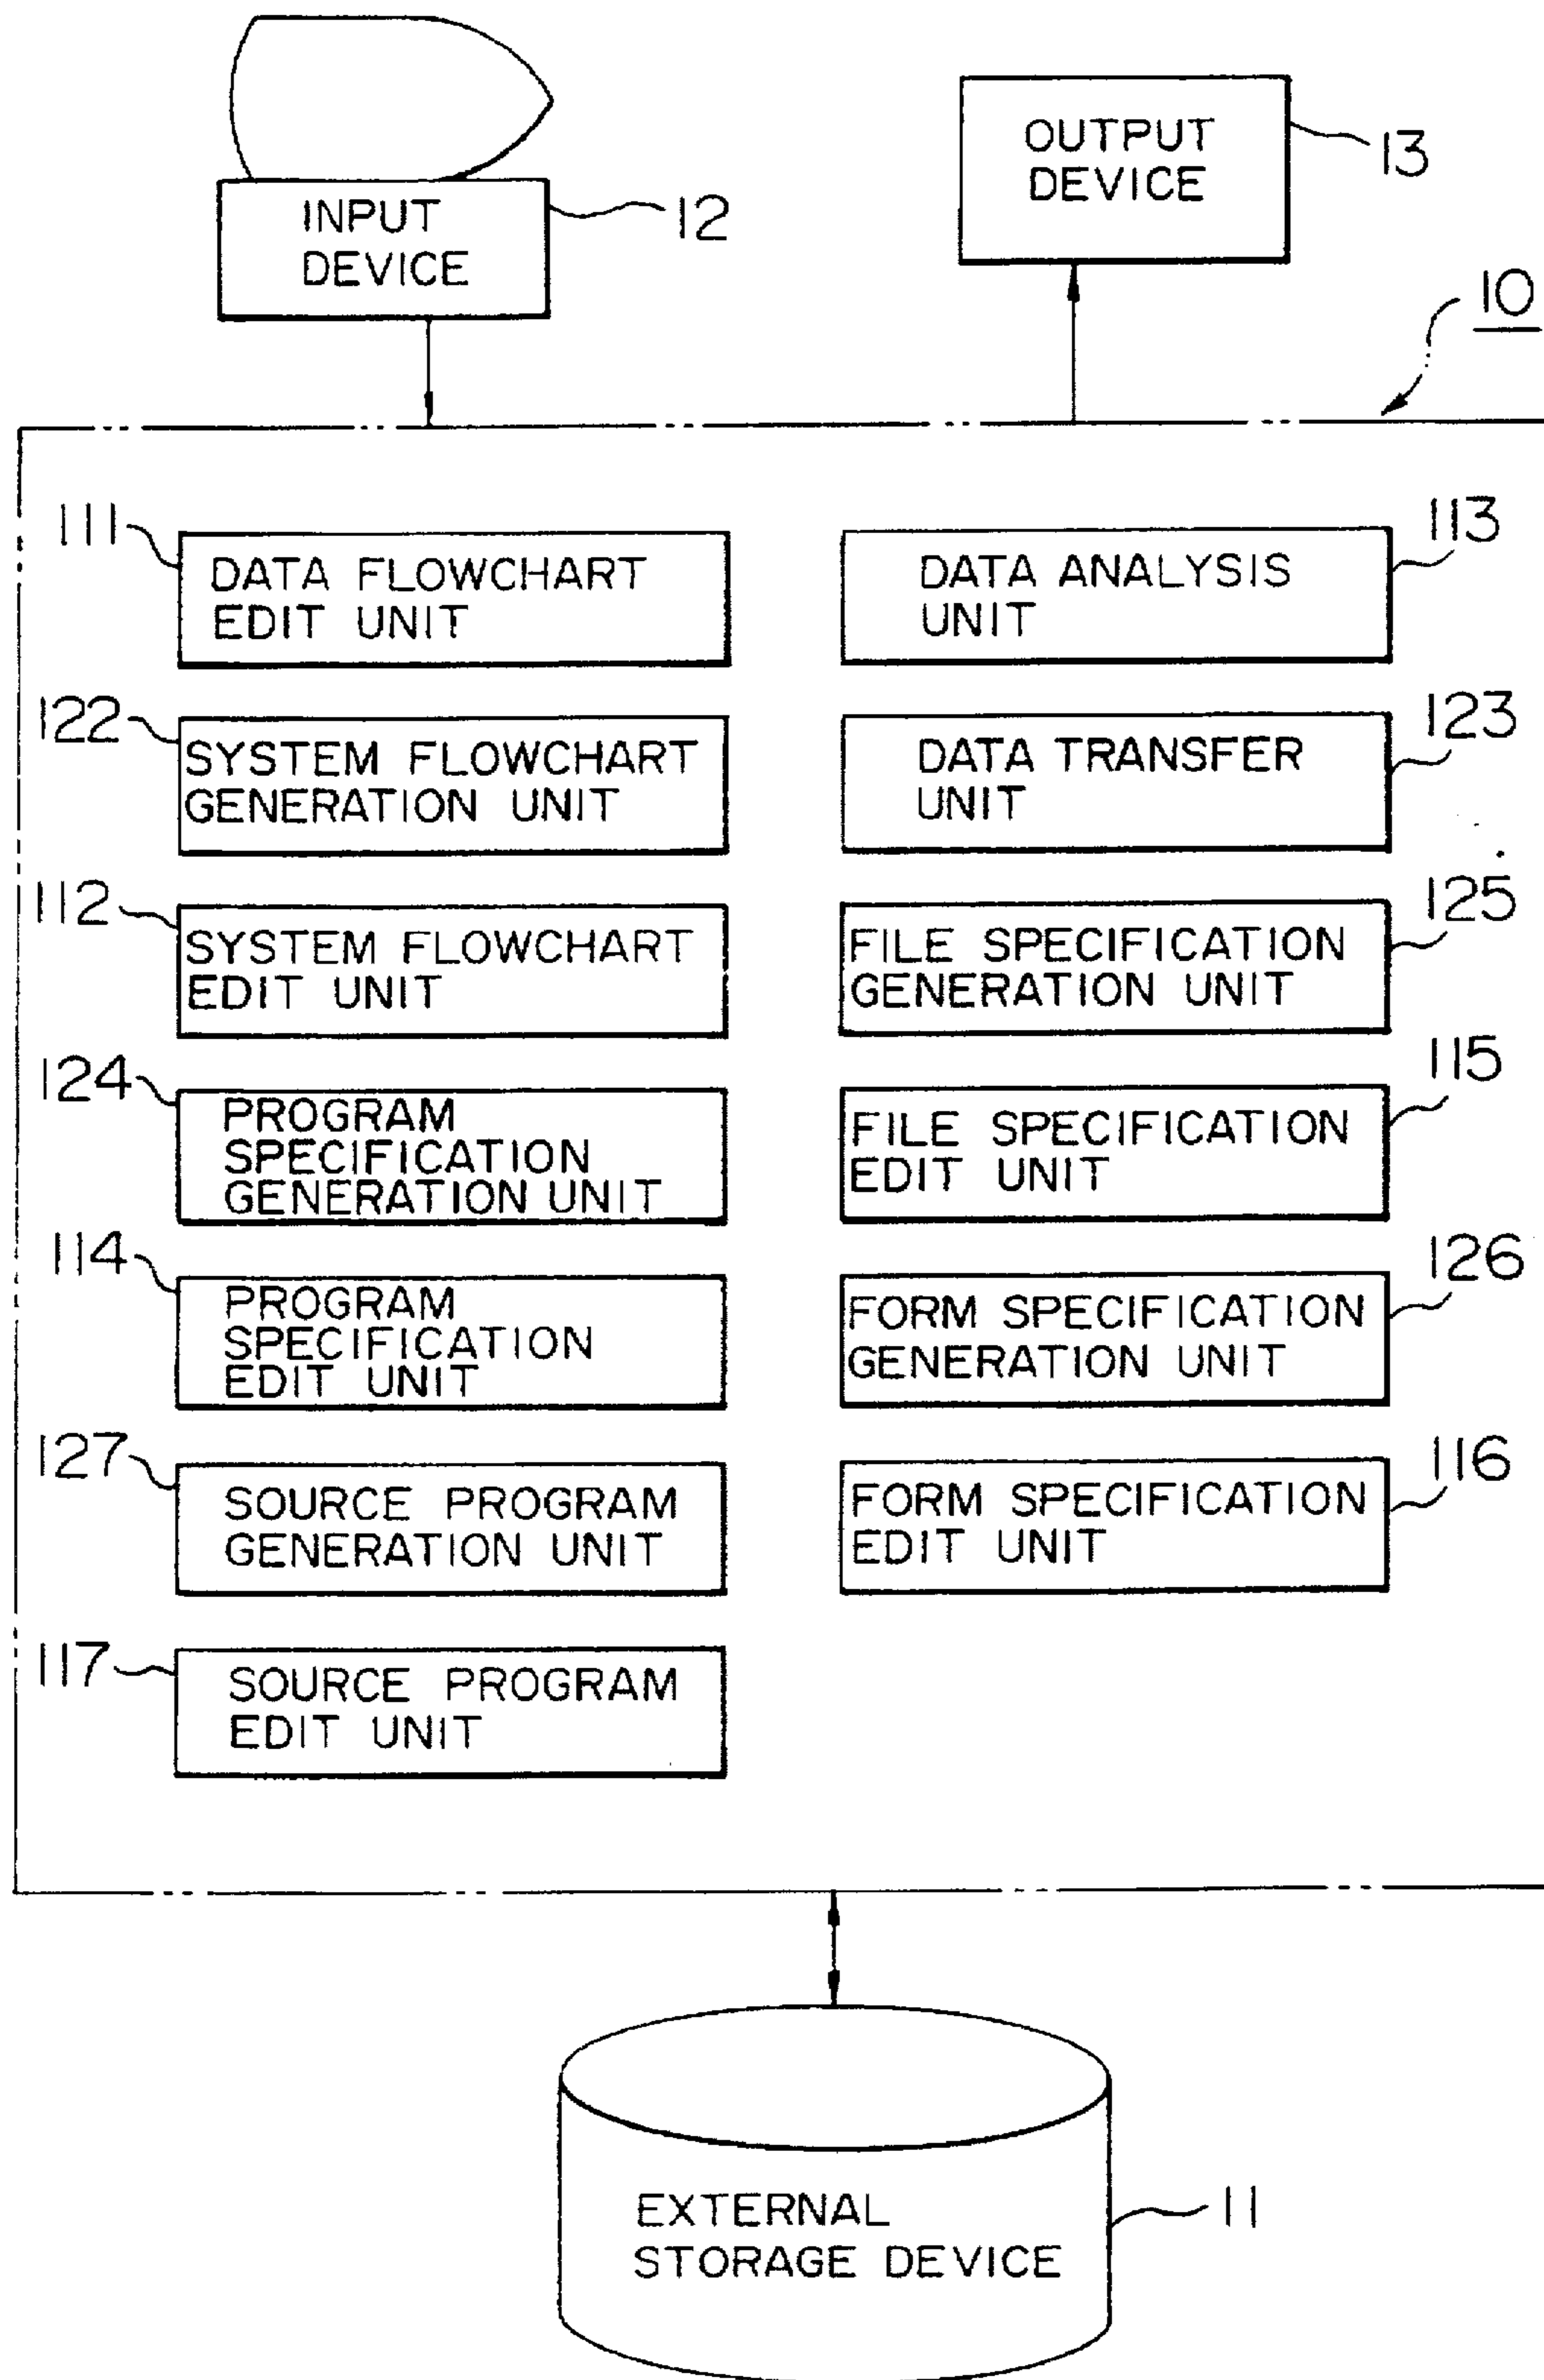 INPUT
DEVICE
12
OUTPUT
DEVICE
13
10
111
DATA FLOWCHART
EDIT UNIT
113
DATA ANALYSIS
UNIT
122
SYSTEM FLOWCHART
GENERATION UNIT
123
DATA TRANSFER
UNIT
112
SYSTEM FLOWCHART
EDIT UNIT
125
FILE SPECIFICATION
GENERATION UNIT
124
PROGRAM
SPECIFICATION
GENERATION UNIT
115
FILE SPECIFICATION
EDIT UNIT
114
PROGRAM
SPECIFICATION
EDIT UNIT
126
FORM SPECIFICATION
GENERATION UNIT
127
SOURCE PROGRAM
GENERATION UNIT
116
FORM SPECIFICATION
EDIT UNIT
117
SOURCE PROGRAM
EDIT UNIT
EXTERNAL
STORAGE DEVICE
11